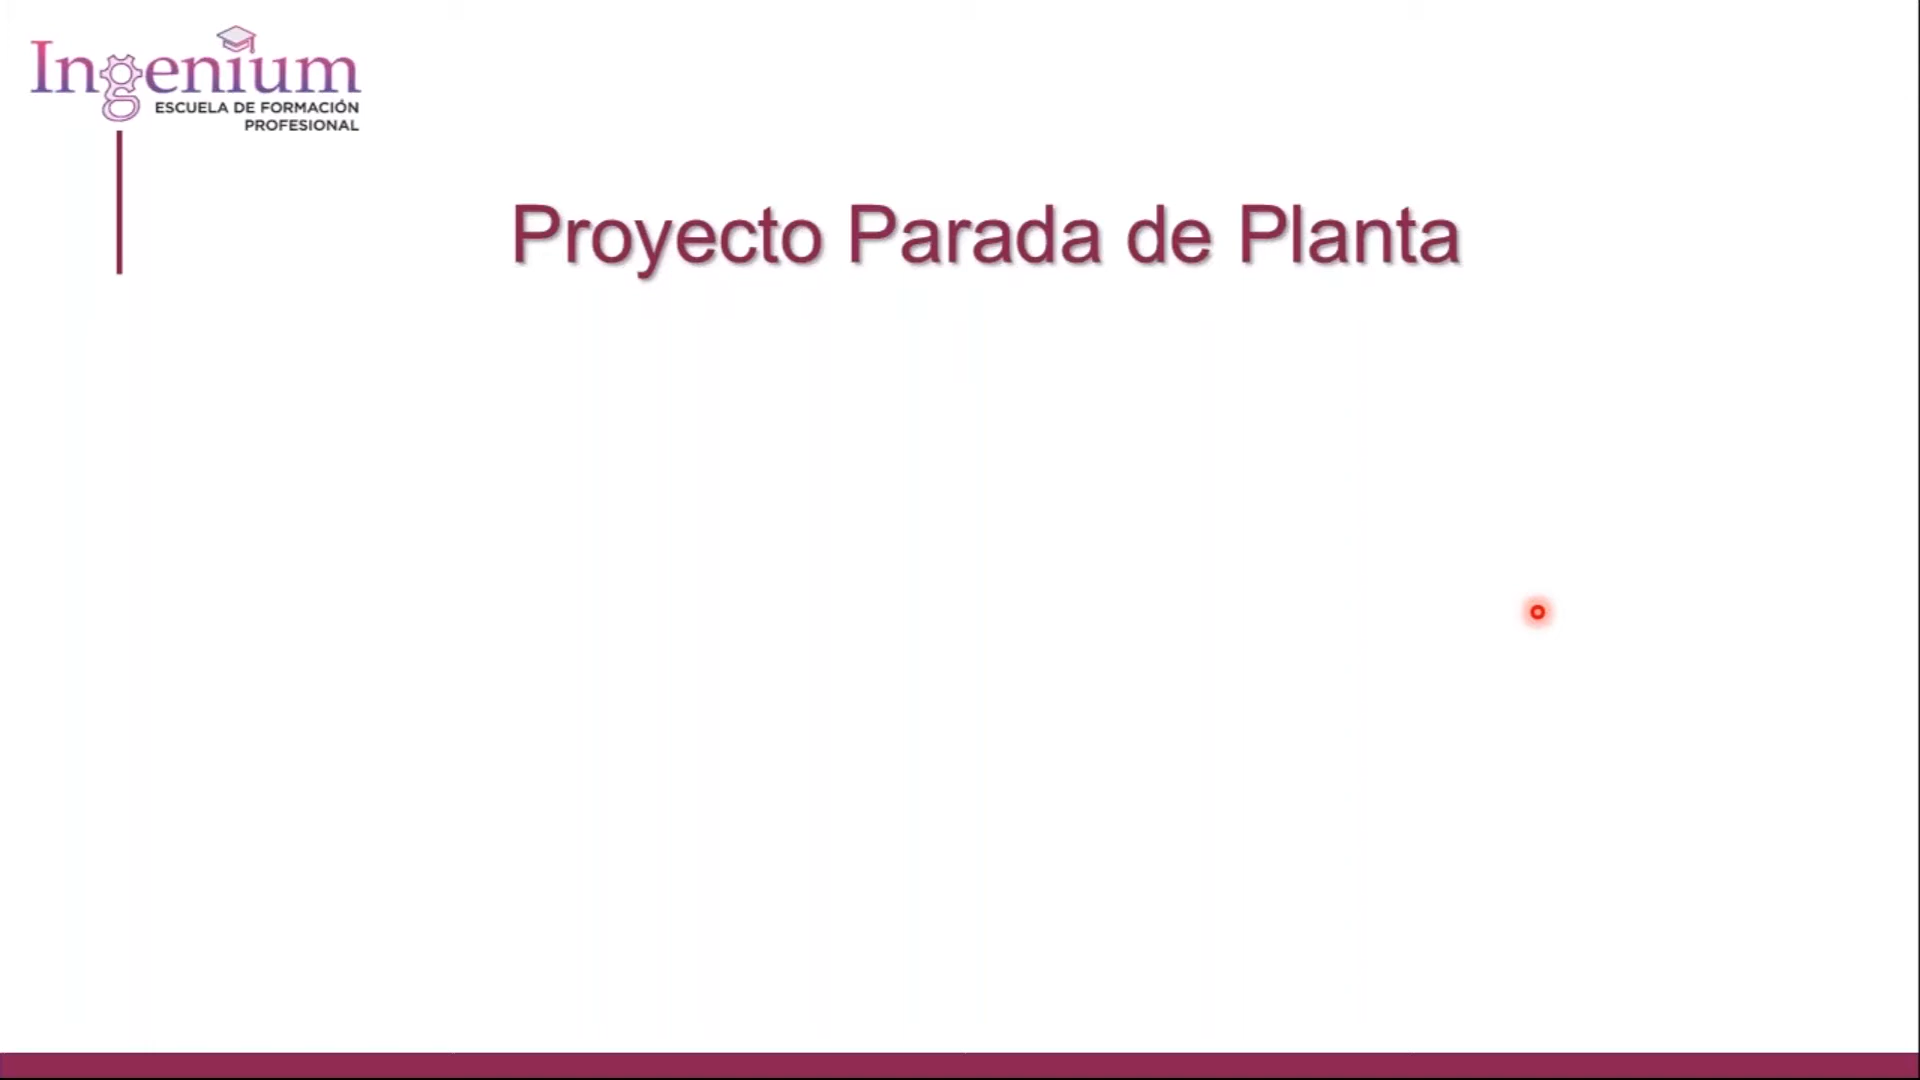 Ingenium
ESCUELA DE FORMACIÓN
PROFESIONAL
Proyecto Parada de Planta